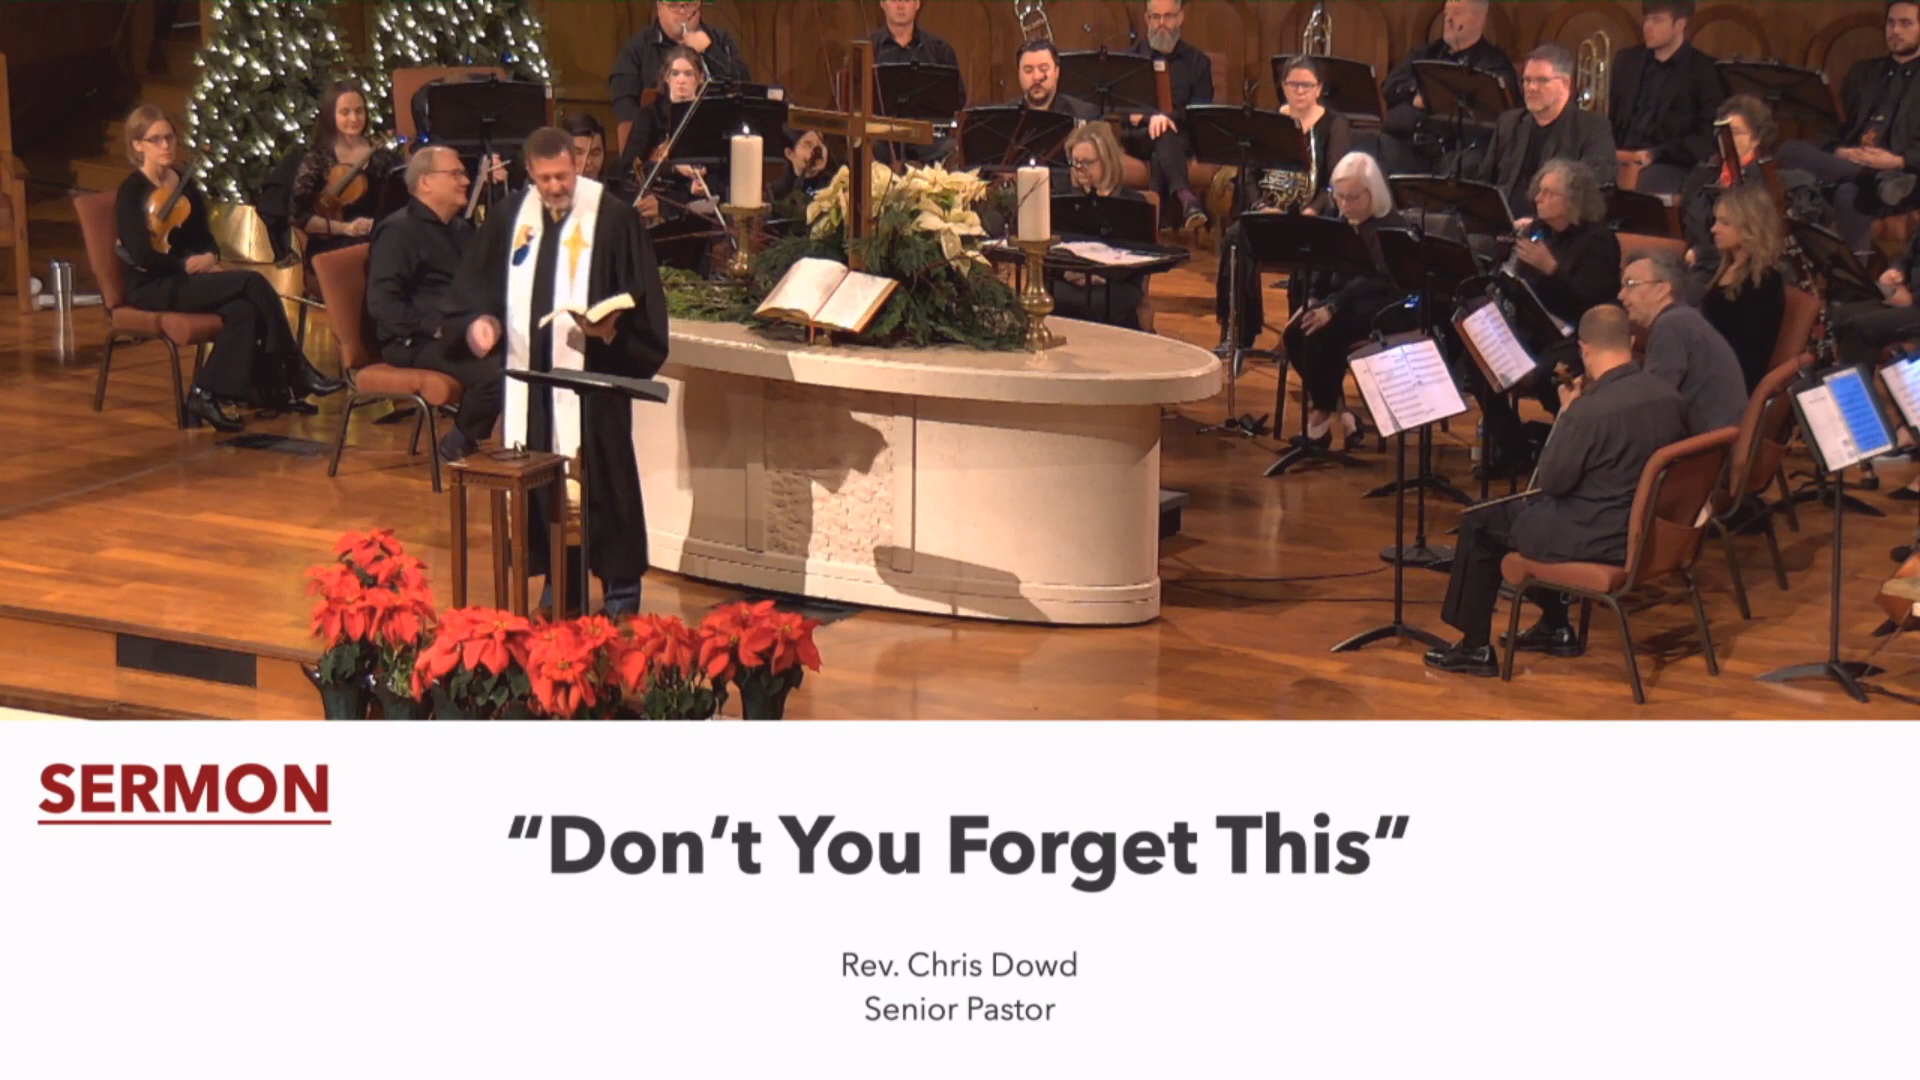 SERMON
“Don’t You Forget This”
Rev. Chris Dowd
Senior Pastor